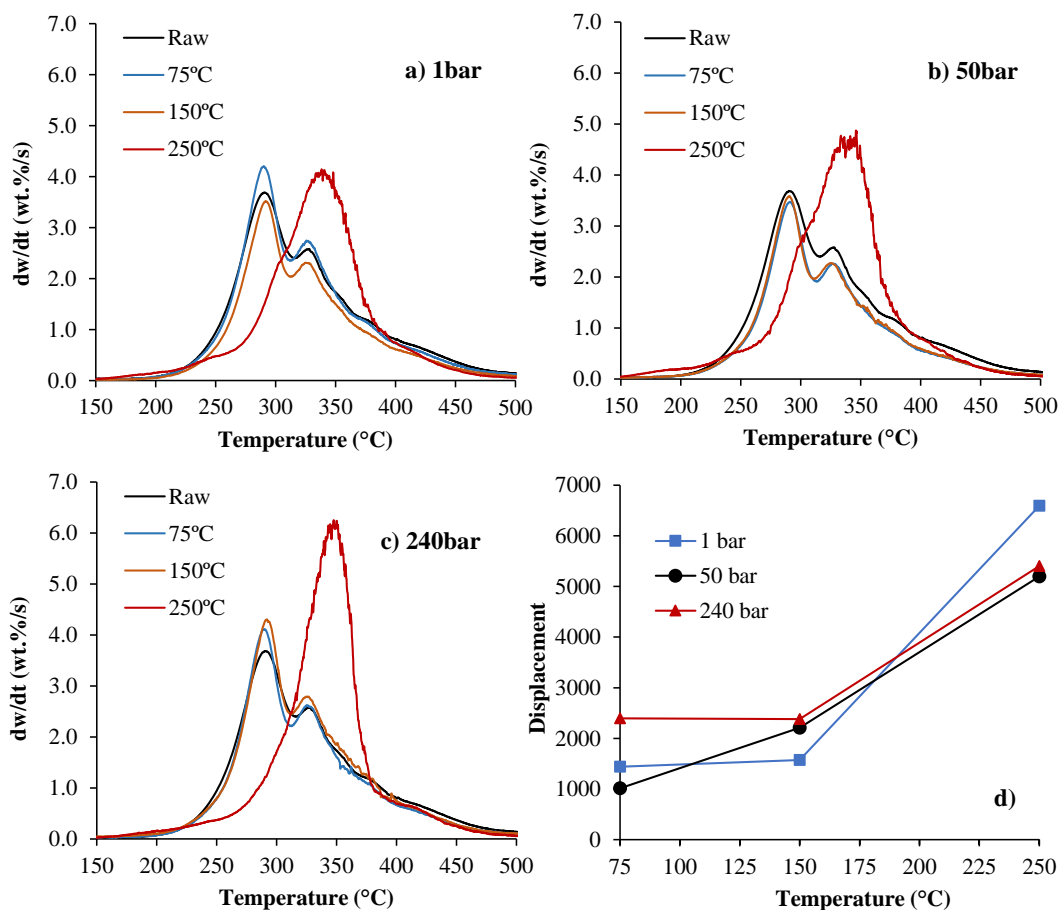 7.0
6.0
5.0
4.0
3.0
2.0
1.0
0.0
dw/dt (wt.%/s)
Raw
75ºC
150ºC
250ºC
a) 1bar
150 200 250 300 350 400 450 500
Temperature (°C)
7.0
6.0
5.0
4.0
3.0
2.0
1.0
0.0
dw/dt (wt.%/s)
Raw
75ºC
150ºC
250ºC
b) 50bar
150 200 250 300 350 400 450 500
Temperature (°C)
7.0
6.0
5.0
4.0
3.0
2.0
1.0
0.0
dw/dt (wt.%/s)
Raw
75ºC
150ºC
250ºC
c) 240bar
150 200 250 300 350 400 450 500
Temperature (°C)
7000
6000
5000
4000
3000
2000
1000
0
Displacement
1 bar
50 bar
240 bar
d)
75 100 125 150 175 200 225 250
Temperature (°C)